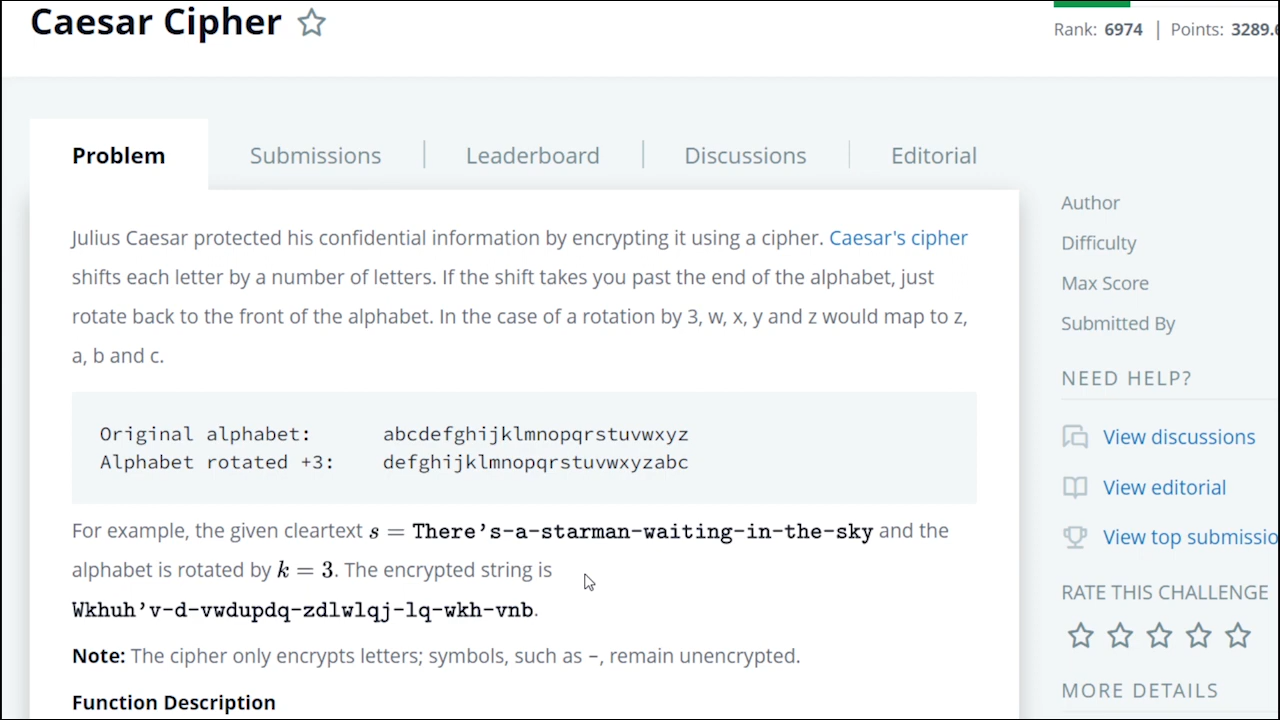 Caesar Cipher
Rank: 6974 | Points: 3289.
Problem
Submissions
Leaderboard
Discussions
Editorial
Julius Caesar protected his confidential information by encrypting it using a cipher. Caesar's cipher
shifts each letter by a number of letters. If the shift takes you past the end of the alphabet, just
rotate back to the front of the alphabet. In the case of a rotation by 3, w, x, y and z would map to z,
a, b and c.
Original alphabet: abcdefghijklmnopqrstuvwxyz
Alphabet rotated +3: defghijklmnopqrstuvwxyzabc
For example, the given cleartext s = There’s-a-starman-waiting-in-the-sky and the
alphabet is rotated by k = 3. The encrypted string is
Wkhuh’v-d-vwdupdq-zdlwlqj-lq-wkh-vnb.
Note: The cipher only encrypts letters; symbols, such as -, remain unencrypted.
Function Description
Author
Difficulty
Max Score
Submitted By
NEED HELP?
View discussions
View editorial
View top submissio
RATE THIS CHALLENGE
MORE DETAILS